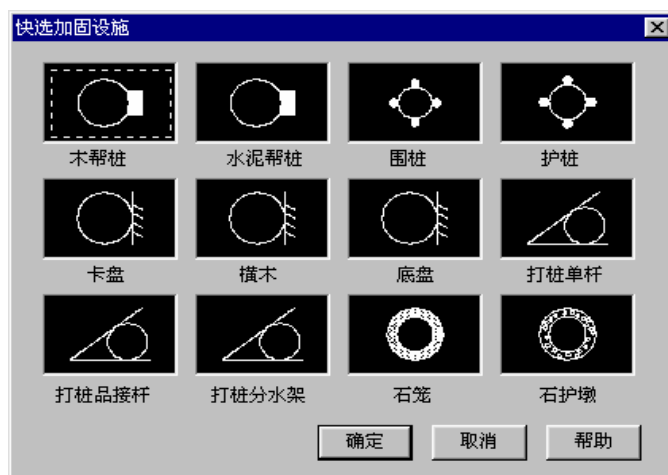 快选加固设施
木帮桩 水泥帮桩 围桩 护桩
卡盘 横木 底盘 打桩单杆
打桩品接杆 打桩分水架 石笼 石护墩
确定 取消 帮助